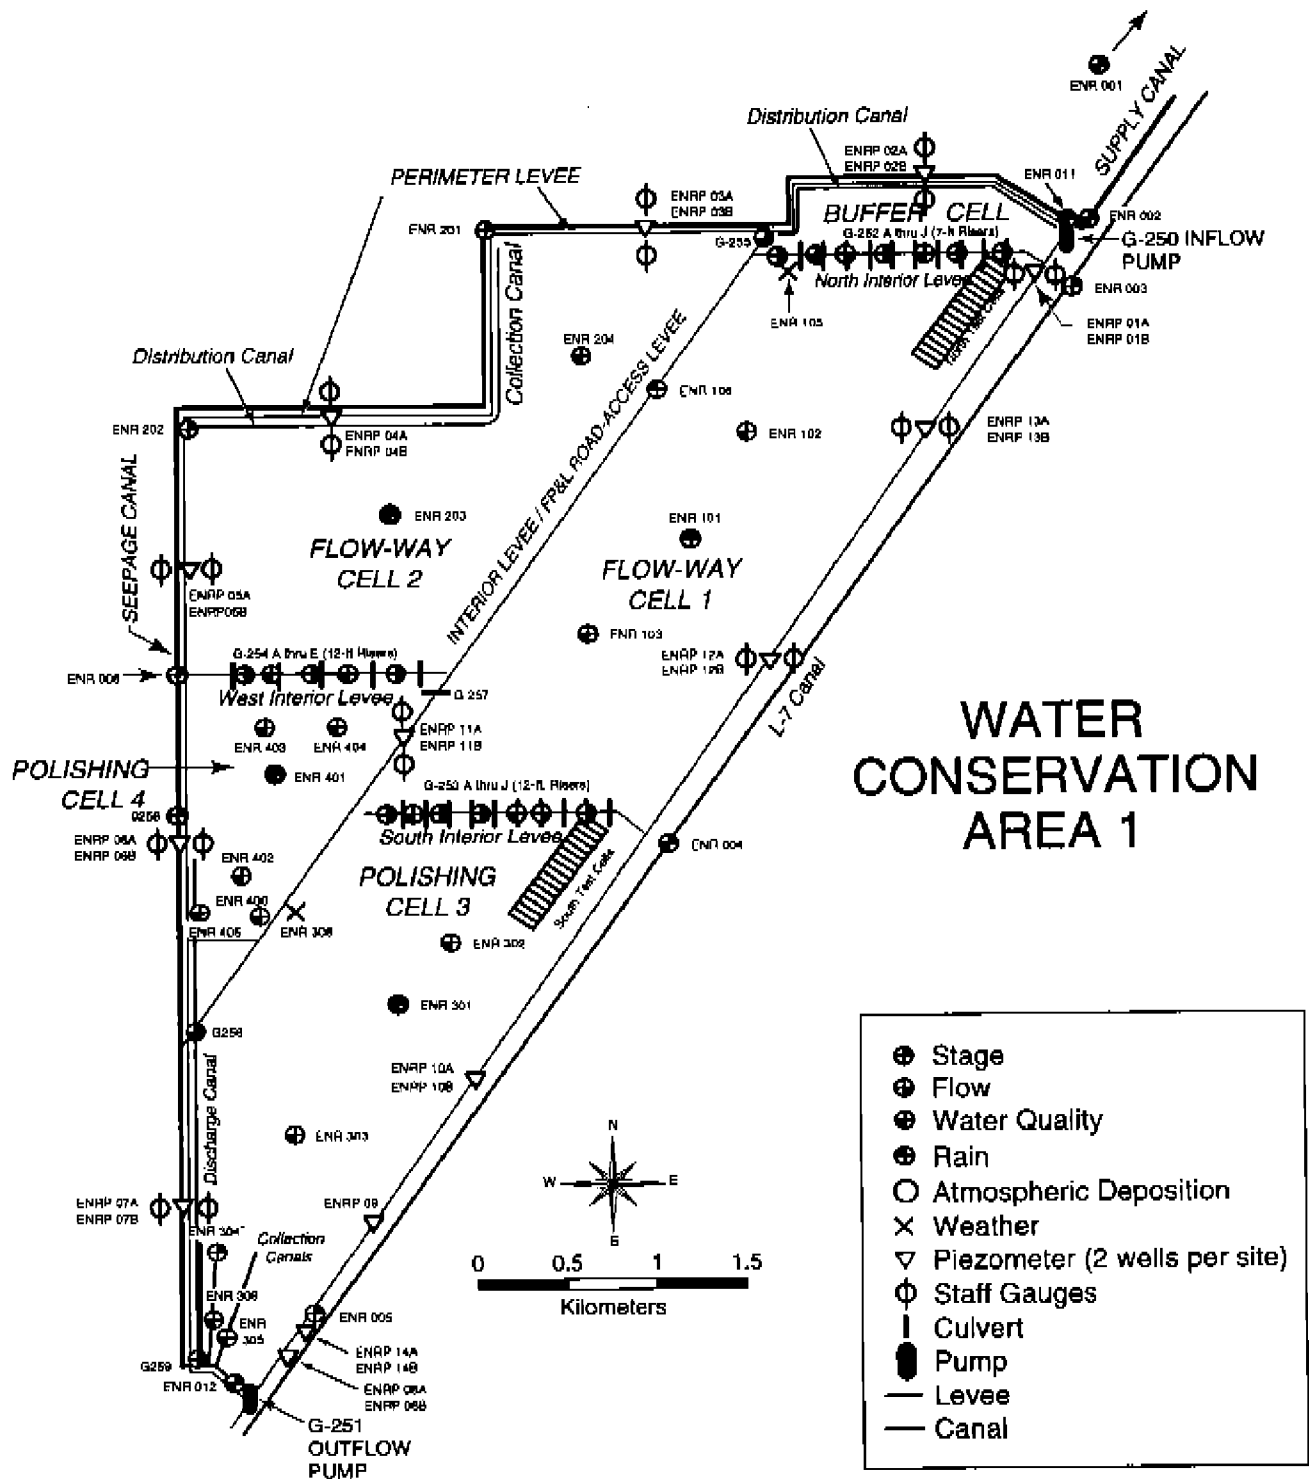 ENR 001
SUPPLY CANAL
Distribution Canal
ENRP 02A
ENRP 02B
ENR 011
PERIMETER LEVEE
ENRP 03A
ENRP 03B
BUFFER CELL
ENR 002
ENR 201
G-255
G-252 A thru J (7-ft Risers)
G-250 INFLOW
PUMP
North Interior Levee
ENR 003
Collection Canal
ENR 105
North Test Cells
ENRP 01A
ENRP 01B
ENR 204
Distribution Canal
INTERIOR LEVEE / FP&L ROAD-ACCESS LEVEE
ENR 106
ENR 202
ENRP 04A
ENRP 04B
ENR 102
ENRP 13A
ENRP 13B
SEEPAGE CANAL
ENR 203
ENR 101
FLOW-WAY
CELL 2
FLOW-WAY
CELL 1
ENRP 05A
ENRP05B
ENR 103
G-254 A thru E (12-ft Risers)
ENRP 12A
ENRP 12B
ENR 006
West Interior Levee
G-257
L-7 Canal
ENRP 11A
ENRP 11B
ENR 403
ENR 404
WATER
CONSERVATION
AREA 1
POLISHING
CELL 4
ENR 401
G-253 A thru J (12-ft. Risers)
G258
South Interior Levee
ENRP 06A
ENRP 06B
ENR 004
ENR 402
POLISHING
CELL 3
South Test Cells
ENR 400
ENR 405
ENR 308
ENR 302
ENR 301
G256
Discharge Canal
ENRP 10A
ENRP 10B
ENR 303
N
W
E
S
ENRP 07A
ENRP 07B
ENRP 09
ENR 304
Collection
Canals
0
0.5
1
1.5
Kilometers
ENR 309
ENR
305
ENR 005
G259
ENRP 14A
ENRP 14B
ENR 012
ENRP 08A
ENRP 08B
G-251
OUTFLOW
PUMP
Stage
Flow
Water Quality
Rain
Atmospheric Deposition
Weather
Piezometer (2 wells per site)
Staff Gauges
Culvert
Pump
Levee
Canal